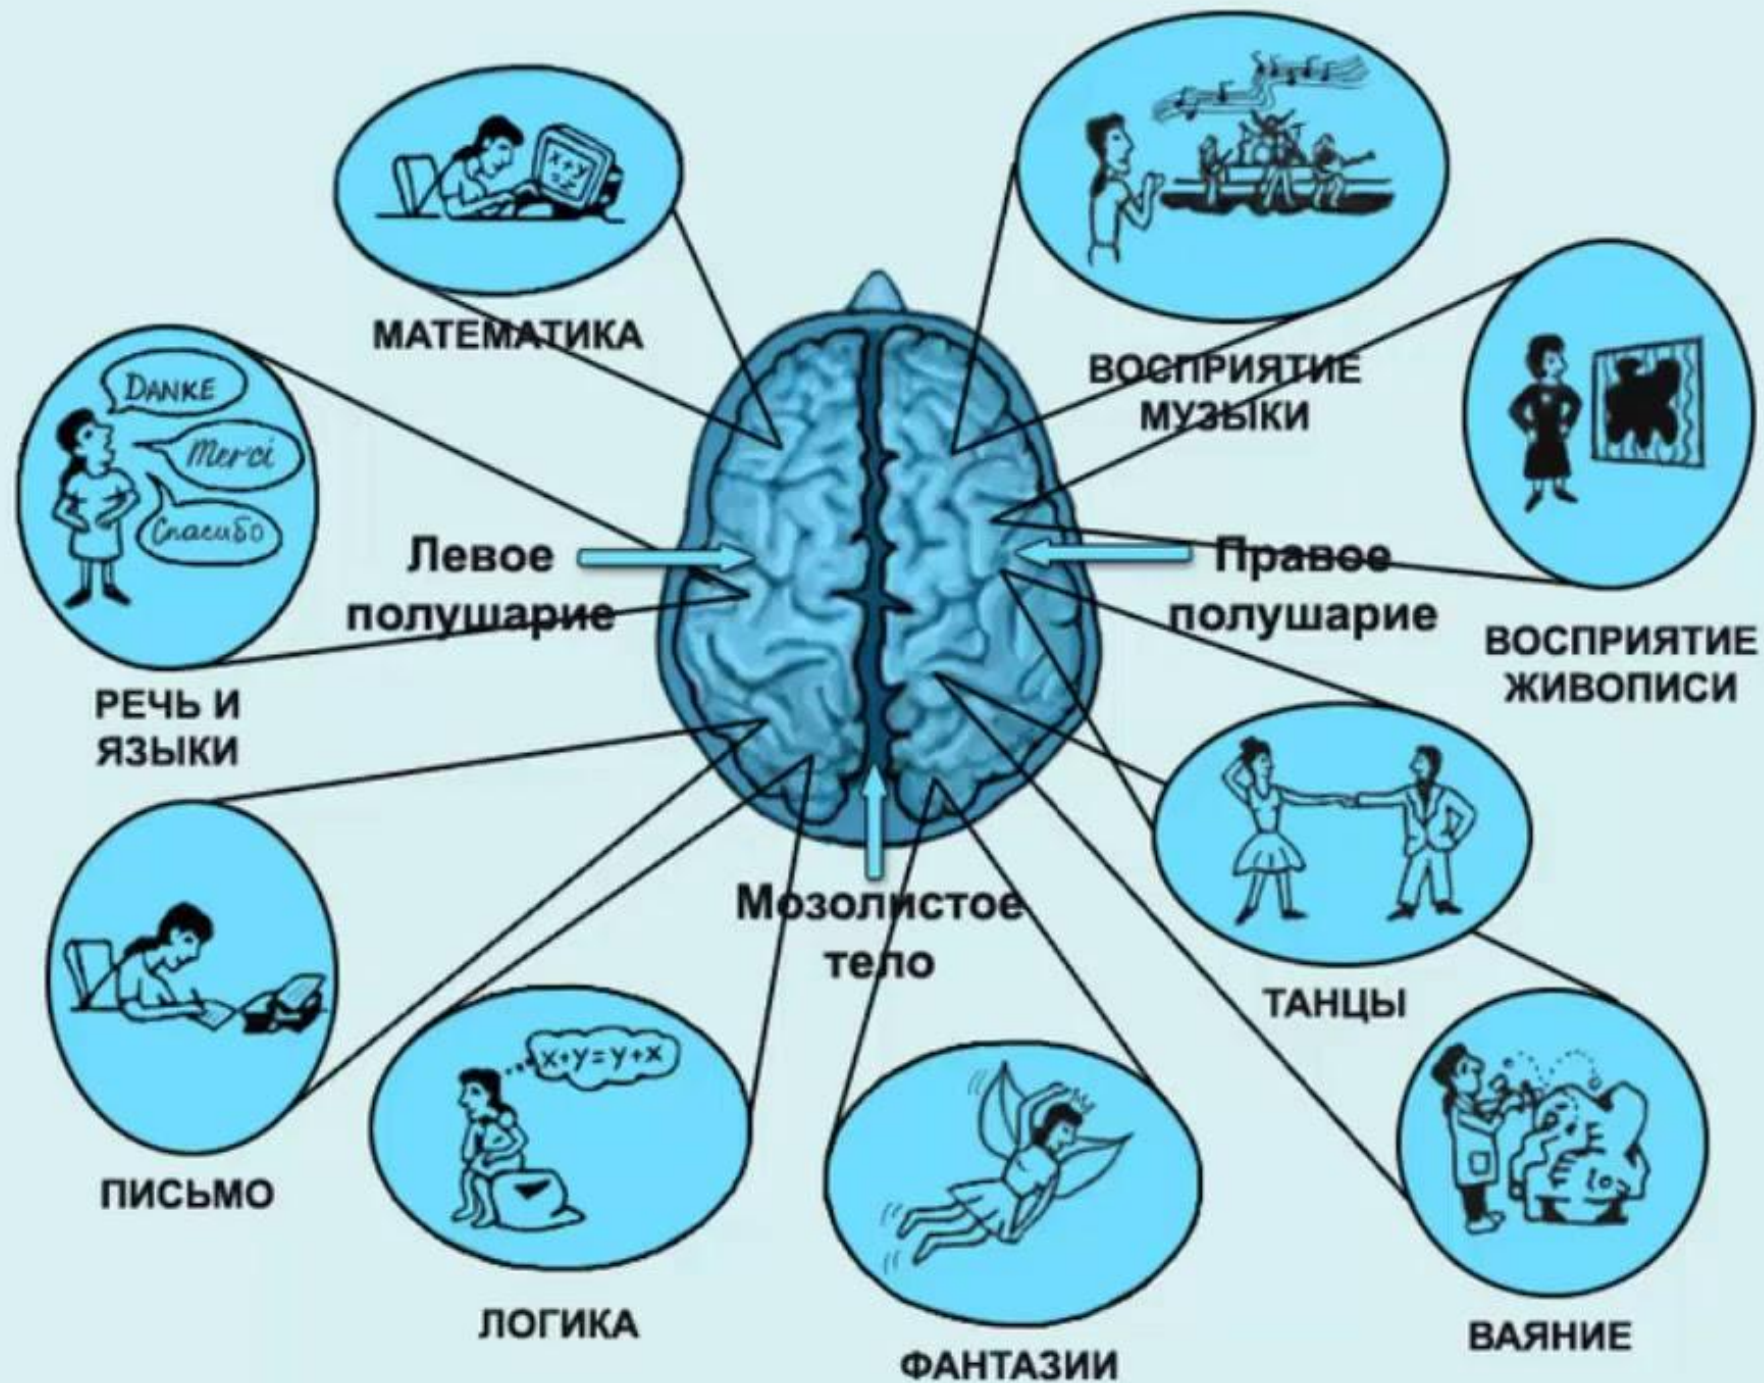 x+y
=z
МАТЕМАТИКА
ВОСПРИЯТИЕ
МУЗЫКИ
DANKE
Merci
Спасибо
РЕЧЬ И
ЯЗЫКИ
Левое
полушарие
Правое
полушарие
ВОСПРИЯТИЕ
ЖИВОПИСИ
Мозолистое
тело
ТАНЦЫ
ПИСЬМО
x+y=y+x
ЛОГИКА
ФАНТАЗИИ
ВАЯНИЕ